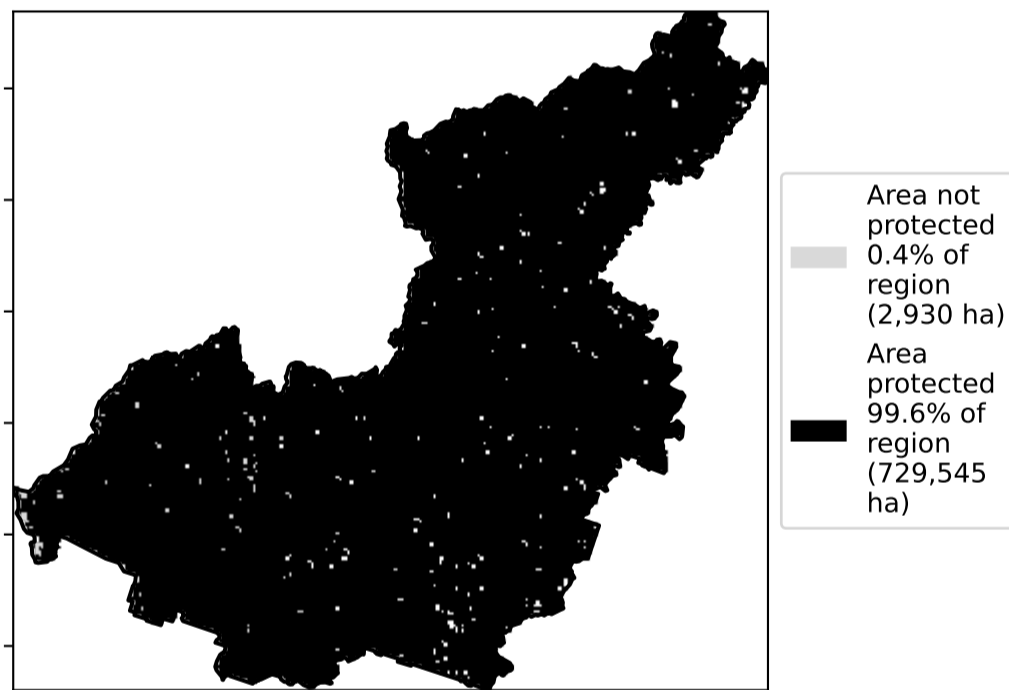 Area not
protected
0.4% of
region
(2,930 ha)
Area
protected
99.6% of
region
(729,545
ha)